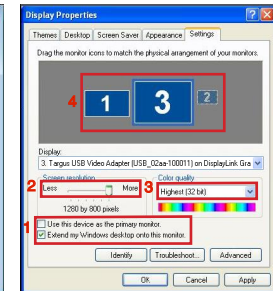 Display Properties
Themes Desktop Screen Saver Appearance Settings
Drag the monitor icons to match the physical arrangement of your monitors.
4 1 3 2
Display:
3. Targus USB Video Adapter (USB_02aa-100011) on DisplayLink Gra
Screen resolution
Color quality
2 Less More 3 Highest (32 bit)
1280 by 800 pixels
1 Use this device as the primary monitor.
Extend my Windows desktop onto this monitor.
Identify Troubleshoot... Advanced
OK Cancel Apply